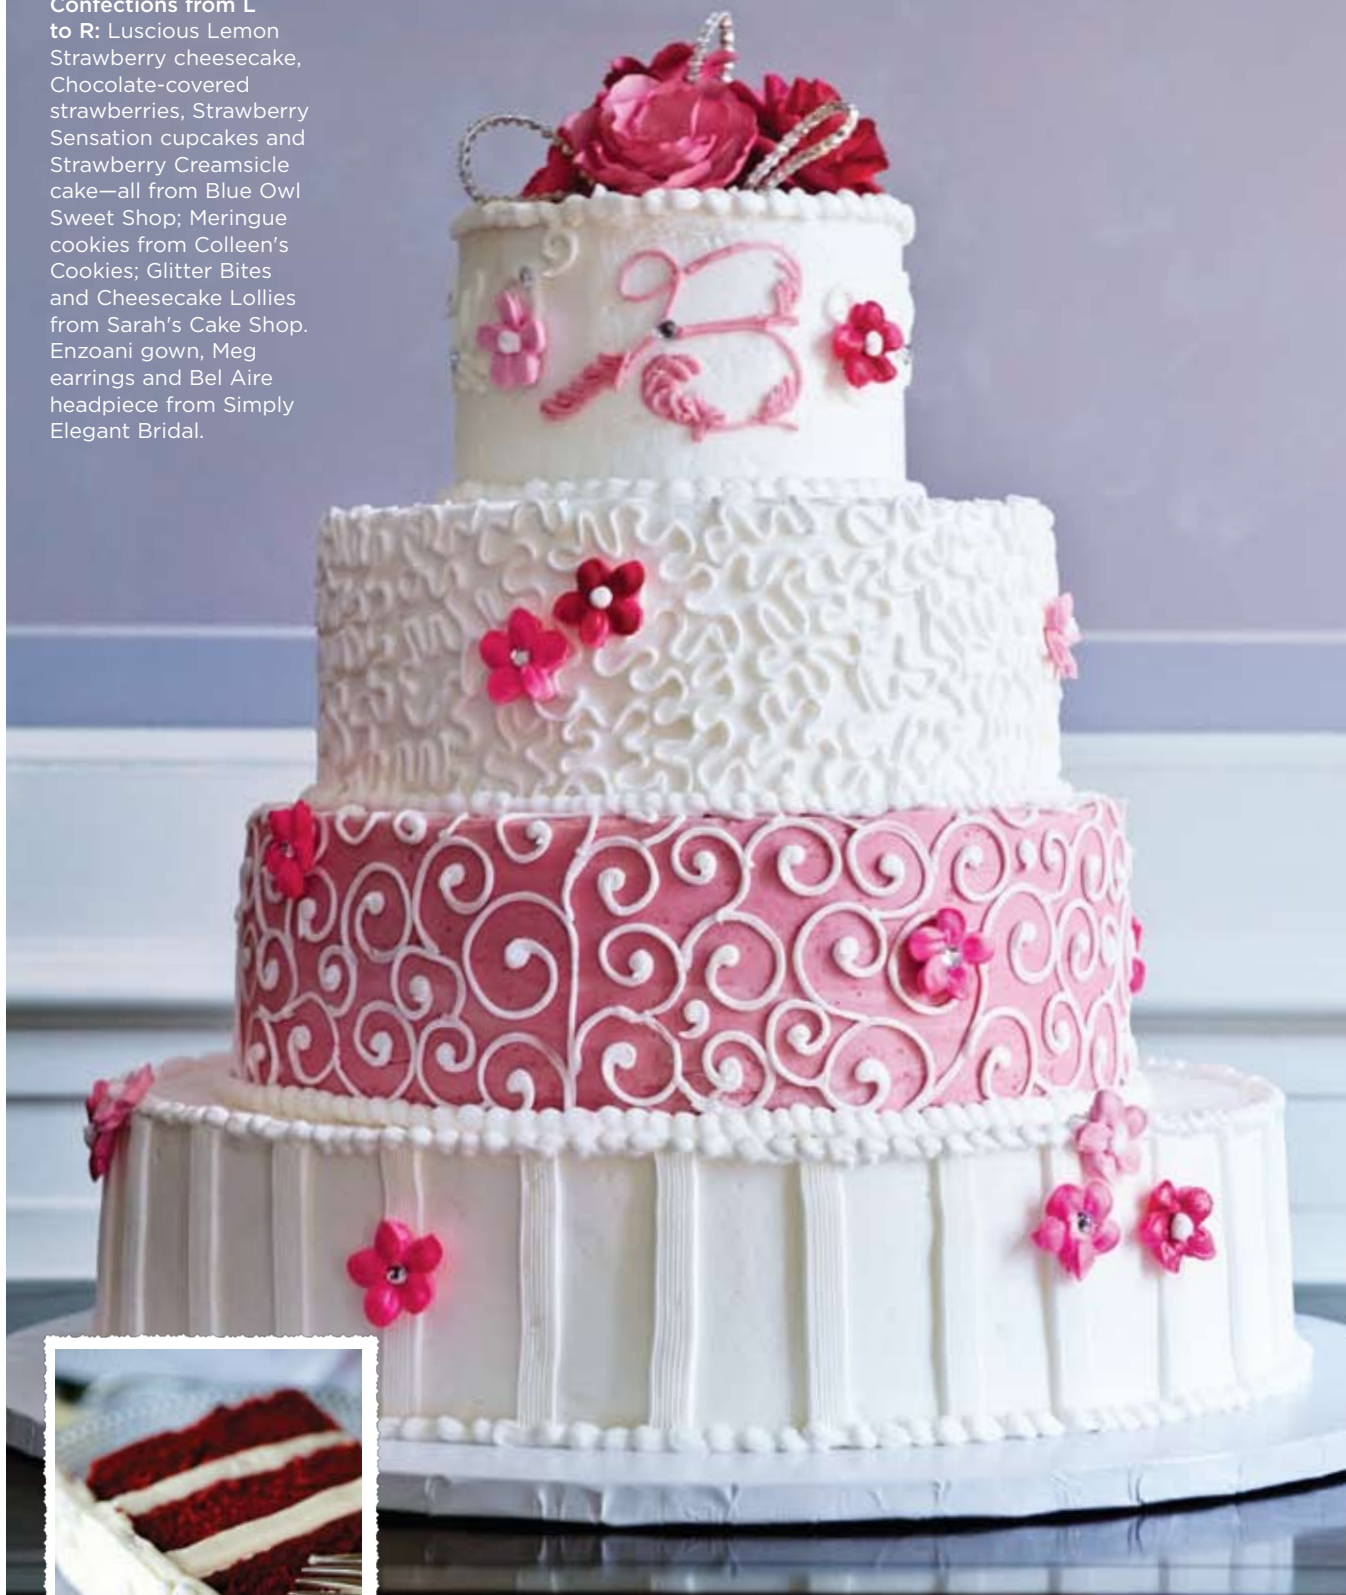 Confections from L
to R: Luscious Lemon
Strawberry cheesecake,
Chocolate-covered
strawberries, Strawberry
Sensation cupcakes and
Strawberry Creamsicle
cake—all from Blue Owl
Sweet Shop; Meringue
cookies from Colleen's
Cookies; Glitter Bites
and Cheesecake Lollies
from Sarah's Cake Shop.
Enzoani gown, Meg
earrings and Bel Aire
headpiece from Simply
Elegant Bridal.
B